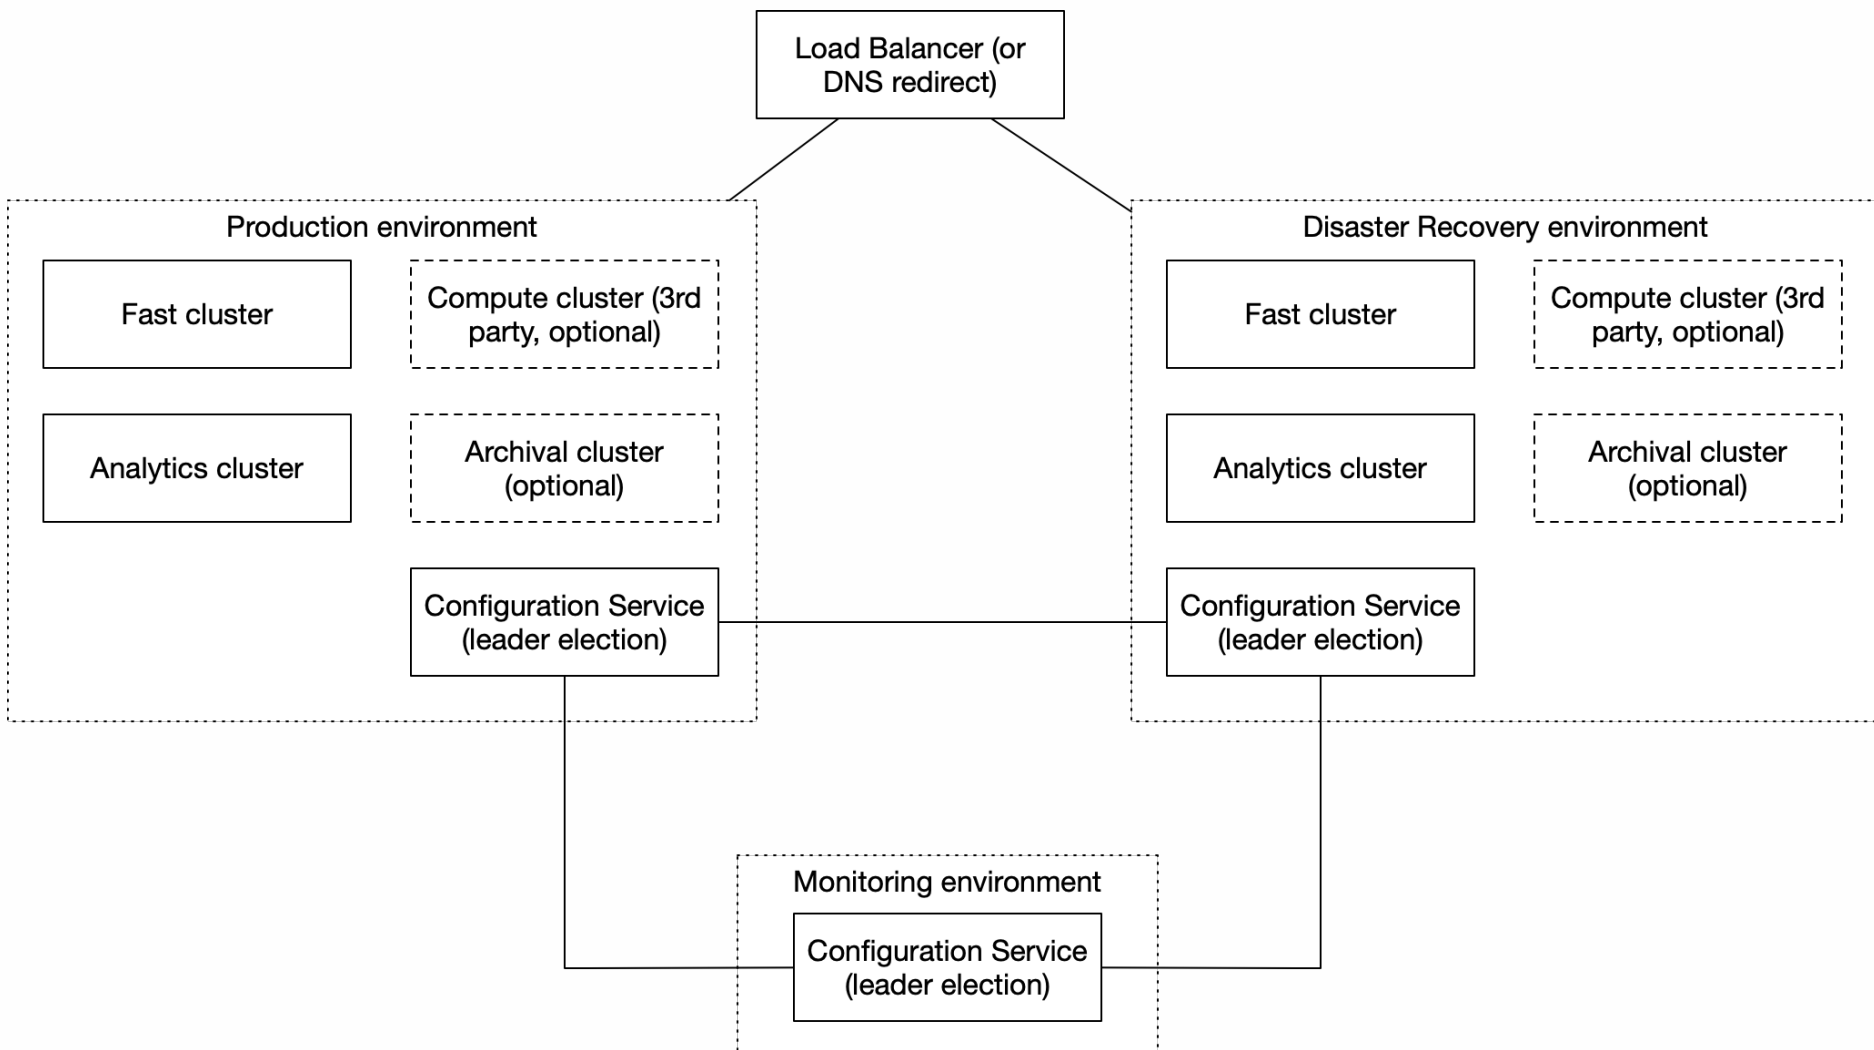 Load Balancer (or
DNS redirect)
Production environment
Fast cluster
Compute cluster (3rd
party, optional)
Analytics cluster
Archival cluster
(optional)
Configuration Service
(leader election)
Disaster Recovery environment
Fast cluster
Compute cluster (3rd
party, optional)
Analytics cluster
Archival cluster
(optional)
Configuration Service
(leader election)
Monitoring environment
Configuration Service
(leader election)